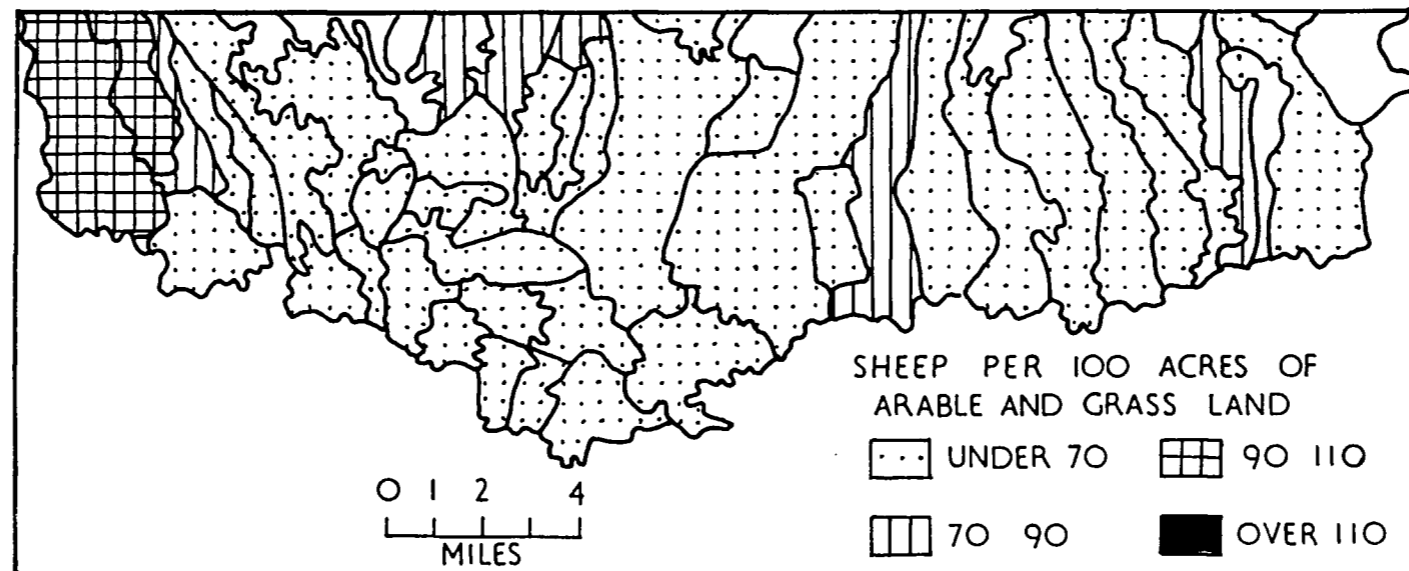 SHEEP PER 100 ACRES OF
ARABLE AND GRASS LAND
UNDER 70
90 110
70 90
OVER 110
0 1 2 4
MILES